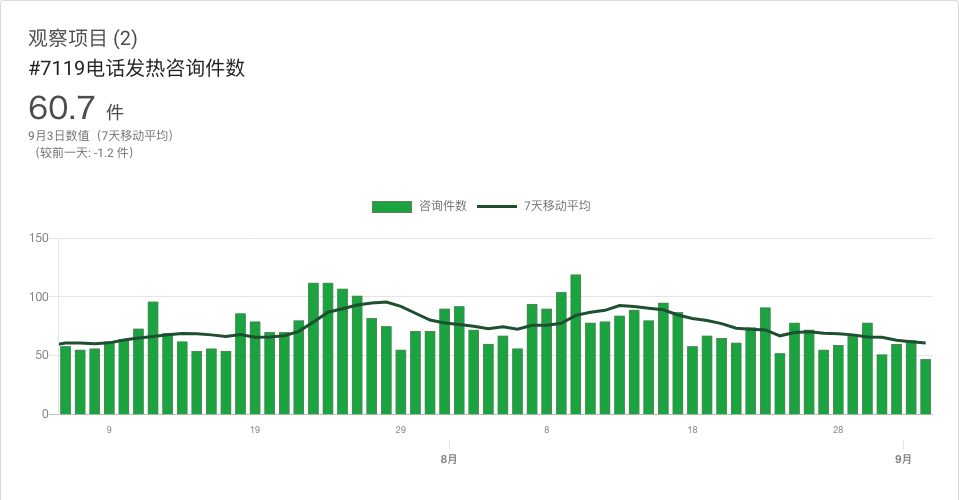 观察项目 (2)
#7119电话发热咨询件数
60.7 件
9月3日数值（7天移动平均）
（较前一天: -1.2 件）
咨询件数 7天移动平均
150
100
50
0
9 19 29 8 18 28
8月 9月